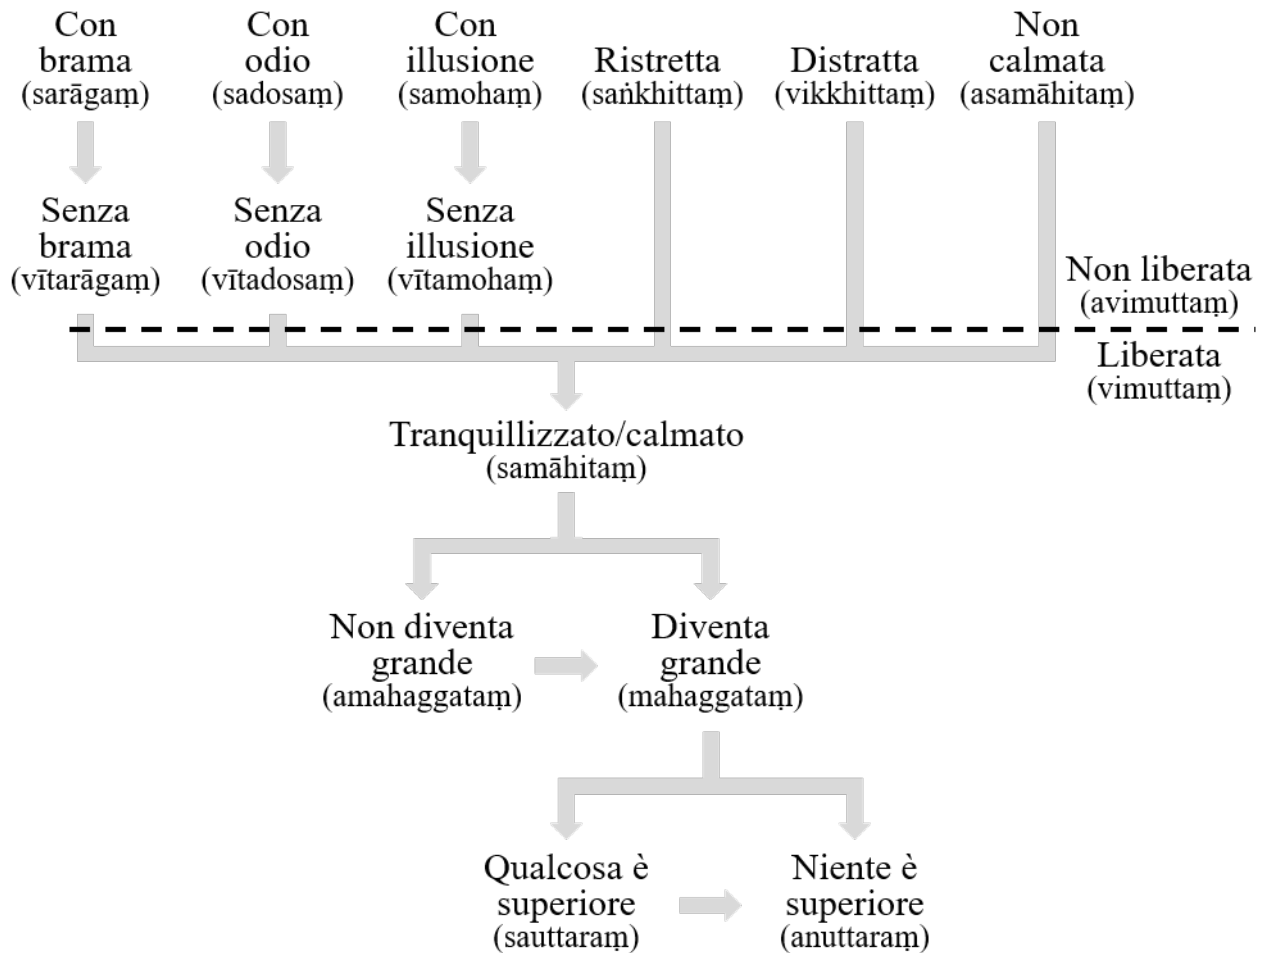 Con
brama
(sarāgaṃ)
Con
odio
(sadosaṃ)
Con
illusione
(samohaṃ)
Ristretta
(saṅkhittaṃ)
Distratta
(vikkhittaṃ)
Non
calmata
(asamāhitaṃ)
Senza
brama
(vītarāgaṃ)
Senza
odio
(vītadosaṃ)
Senza
illusione
(vītamohaṃ)
Non liberata
(avimuttaṃ)
Liberata
(vimuttaṃ)
Tranquillizzato/calmato
(samāhitaṃ)
Non diventa
grande
(amahaggataṃ)
Diventa
grande
(mahaggataṃ)
Qualcosa è
superiore
(sauttaraṃ)
Niente è
superiore
(anuttaraṃ)